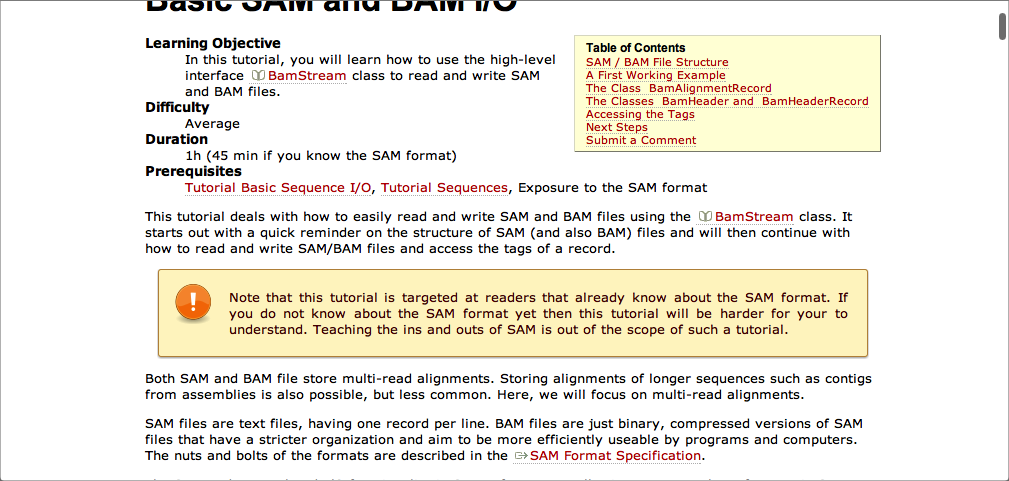 Basic SAM and BAM I/O
Learning Objective
In this tutorial, you will learn how to use the high-level
interface BamStream class to read and write SAM
and BAM files.
Difficulty
Average
Duration
1h (45 min if you know the SAM format)
Prerequisites
Tutorial Basic Sequence I/O, Tutorial Sequences, Exposure to the SAM format
Table of Contents
SAM / BAM File Structure
A First Working Example
The Class BamAlignmentRecord
The Classes BamHeader and BamHeaderRecord
Accessing the Tags
Next Steps
Submit a Comment
This tutorial deals with how to easily read and write SAM and BAM files using the BamStream class. It
starts out with a quick reminder on the structure of SAM (and also BAM) files and will then continue with
how to read and write SAM/BAM files and access the tags of a record.
Note that this tutorial is targeted at readers that already know about the SAM format. If
you do not know about the SAM format yet then this tutorial will be harder for your to
understand. Teaching the ins and outs of SAM is out of the scope of such a tutorial.
Both SAM and BAM file store multi-read alignments. Storing alignments of longer sequences such as contigs
from assemblies is also possible, but less common. Here, we will focus on multi-read alignments.
SAM files are text files, having one record per line. BAM files are just binary, compressed versions of SAM
files that have a stricter organization and aim to be more efficiently useable by programs and computers.
The nuts and bolts of the formats are described in the SAM Format Specification.